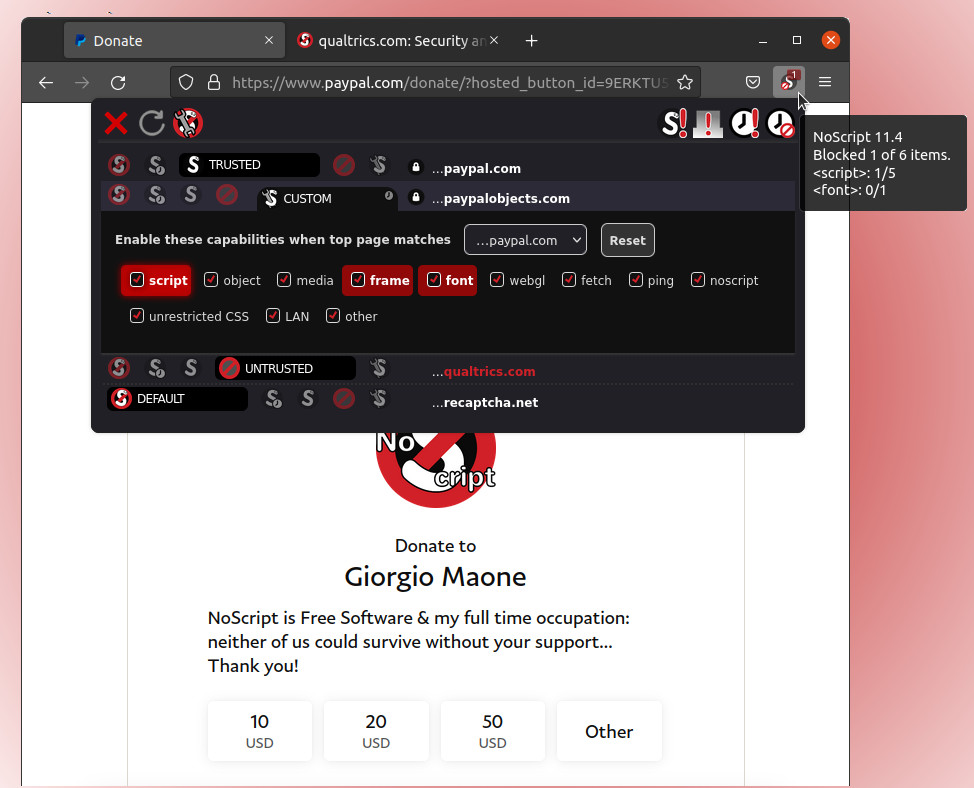 Donate
qualtrics.com: Security an
https://www.paypal.com/donate/?hosted_button_id=9ERKTUS
1
NoScript 11.4
Blocked 1 of 6 items.
<script>: 1/5
<font>: 0/1
TRUSTED
...paypal.com
CUSTOM
...paypalobjects.com
Enable these capabilities when top page matches
...paypal.com
Reset
script
object
media
frame
font
webgl
fetch
ping
noscript
unrestricted CSS
LAN
other
UNTRUSTED
...qualtrics.com
DEFAULT
...recaptcha.net
No
cript
Donate to
Giorgio Maone
NoScript is Free Software & my full time occupation:
neither of us could survive without your support...
Thank you!
10
USD
20
USD
50
USD
Other